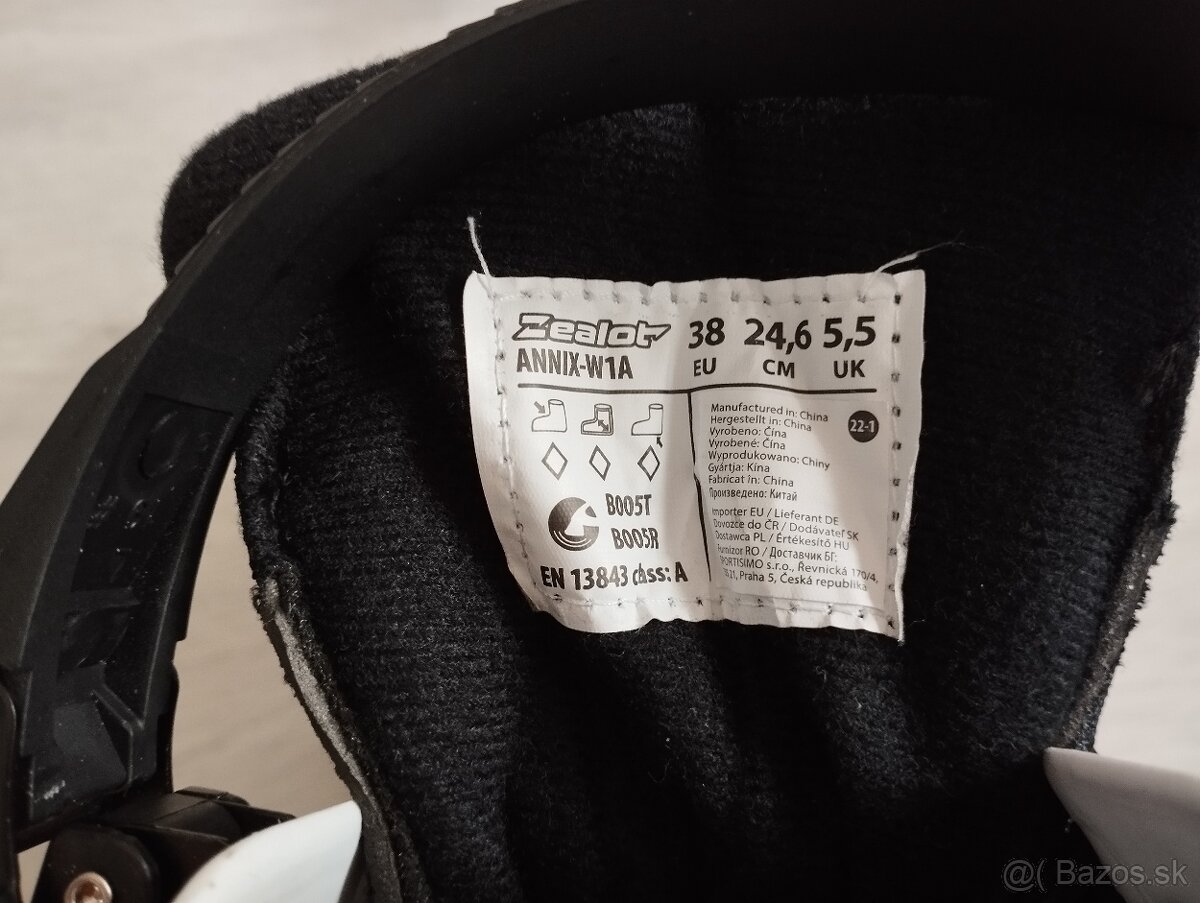 Zealot 38 24,6 5,5
ANNIX-W1A EU CM UK
Manufactured in: China
Hergestellt in: China
Vyrobeno: Čína
Vyrobené: Čína
Wyprodukowano: Chiny
Gyártja: Kína
Fabricat în: China
Произведено: Китай
22-1
BOO5T
BOO5R
EN 13843 class: A
Importer EU / Lieferant DE
Dovozce do ČR / Dodávateľ SK
Dostawca PL / Értékesítő HU
Furnizor RO / Доставчик БГ:
SPORTISIMO s.r.o., Řevnická 170/4,
Praha 5, Česká republika
@( Bazos.sk